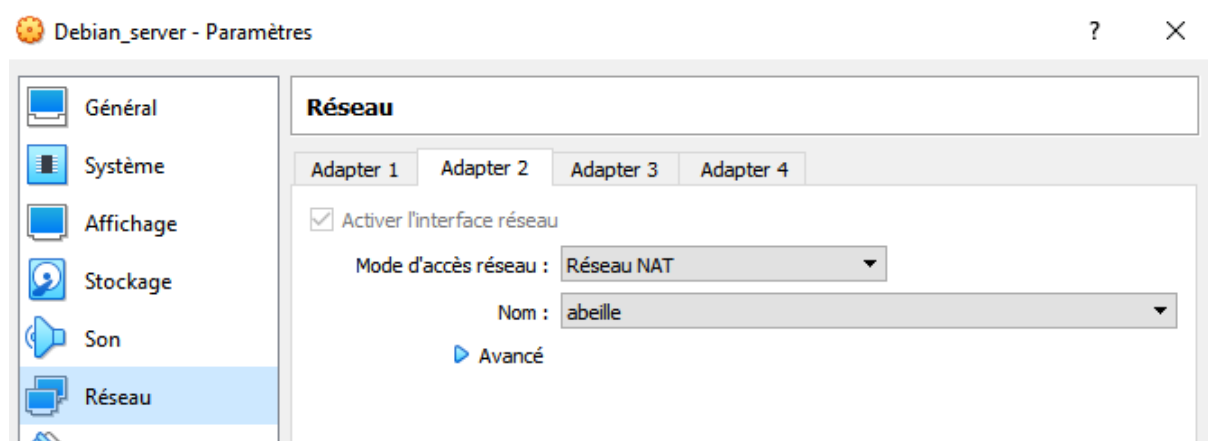 Debian_server - Paramètres ?
Général
Système
Affichage
Stockage
Son
Réseau
Réseau
Adapter 1 Adapter 2 Adapter 3 Adapter 4
Activer l'interface réseau
Mode d'accès réseau : Réseau NAT
Nom : abeille
Avancé